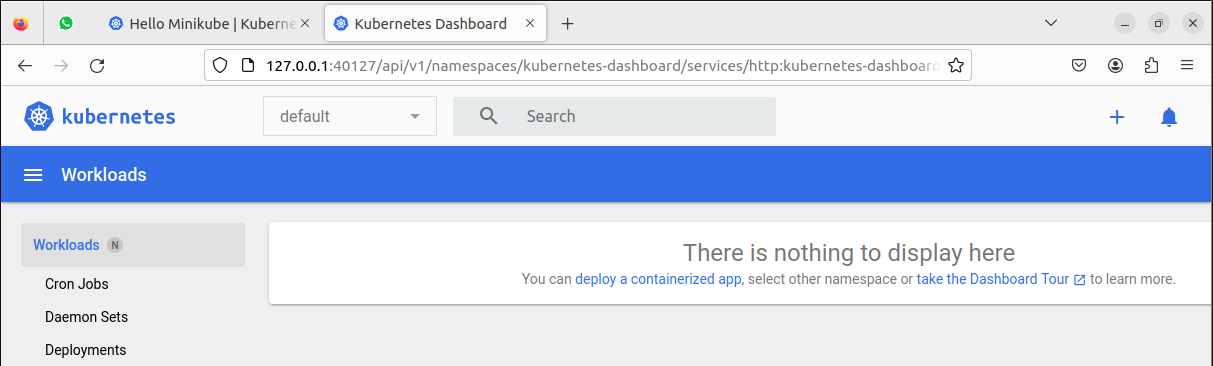 Hello Minikube | Kuberne
Kubernetes Dashboard
127.0.0.1:40127/api/v1/namespaces/kubernetes-dashboard/services/http:kubernetes-dashboard
kubernetes
default
Search
Workloads
Workloads N
There is nothing to display here
You can deploy a containerized app, select other namespace or take the Dashboard Tour to learn more.
Cron Jobs
Daemon Sets
Deployments